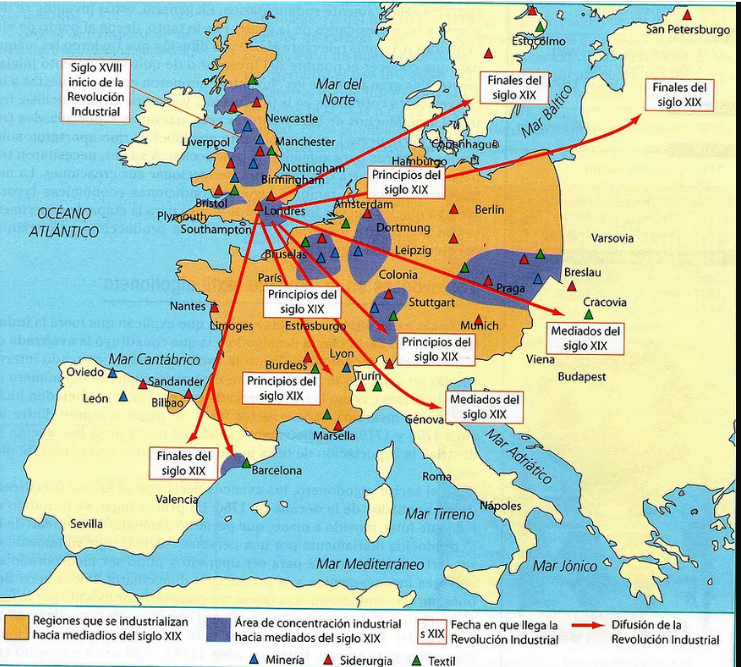 San Petersburgo
Estocolmo
Siglo XVIII
inicio de la
Revolución
Industrial
Mar del
Norte
Finales del
siglo XIX
Finales del
siglo XIX
Mar Báltico
Newcastle
Liverpool
Manchester
Copenhague
Hamburgo
Nottingham
Birmingham
Principios del
siglo XIX
Bristol
Londres
Amsterdam
Berlín
OCÉANO
ATLÁNTICO
Plymouth
Southampton
Dortmung
Varsovia
Bruselas
Leipzig
París
Colonia
Breslau
Praga
Principios del
siglo XIX
Stuttgart
Cracovia
Nantes
Limoges
Estrasburgo
Munich
Mediados del
siglo XIX
Principios del
siglo XIX
Mar Cantábrico
Lyon
Viena
Burdeos
Turín
Budapest
Oviedo
Sandander
Principios del
siglo XIX
León
Bilbao
Mediados del
siglo XIX
Génova
Marsella
Finales del
siglo XIX
Barcelona
Mar Adriático
Roma
Valencia
Nápoles
Mar Tirreno
Sevilla
Mar Mediterráneo
Mar Jónico
Regiones que se industrializan
hacia mediadios del siglo XIX
Área de concentración industrial
hacia mediados del siglo XIX
s XIX
Fecha en que llega la
Revolución Industrial
Difusión de la
Revolución Industrial
Minería
Siderurgia
Textil